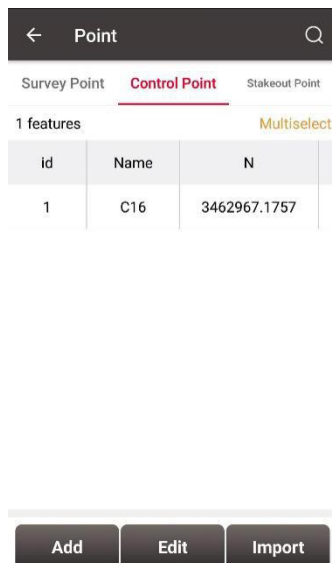 Point
Survey Point Control Point Stakeout Point
1 features Multiselect
id Name N
1 C16 3462967.1757
Add Edit Import